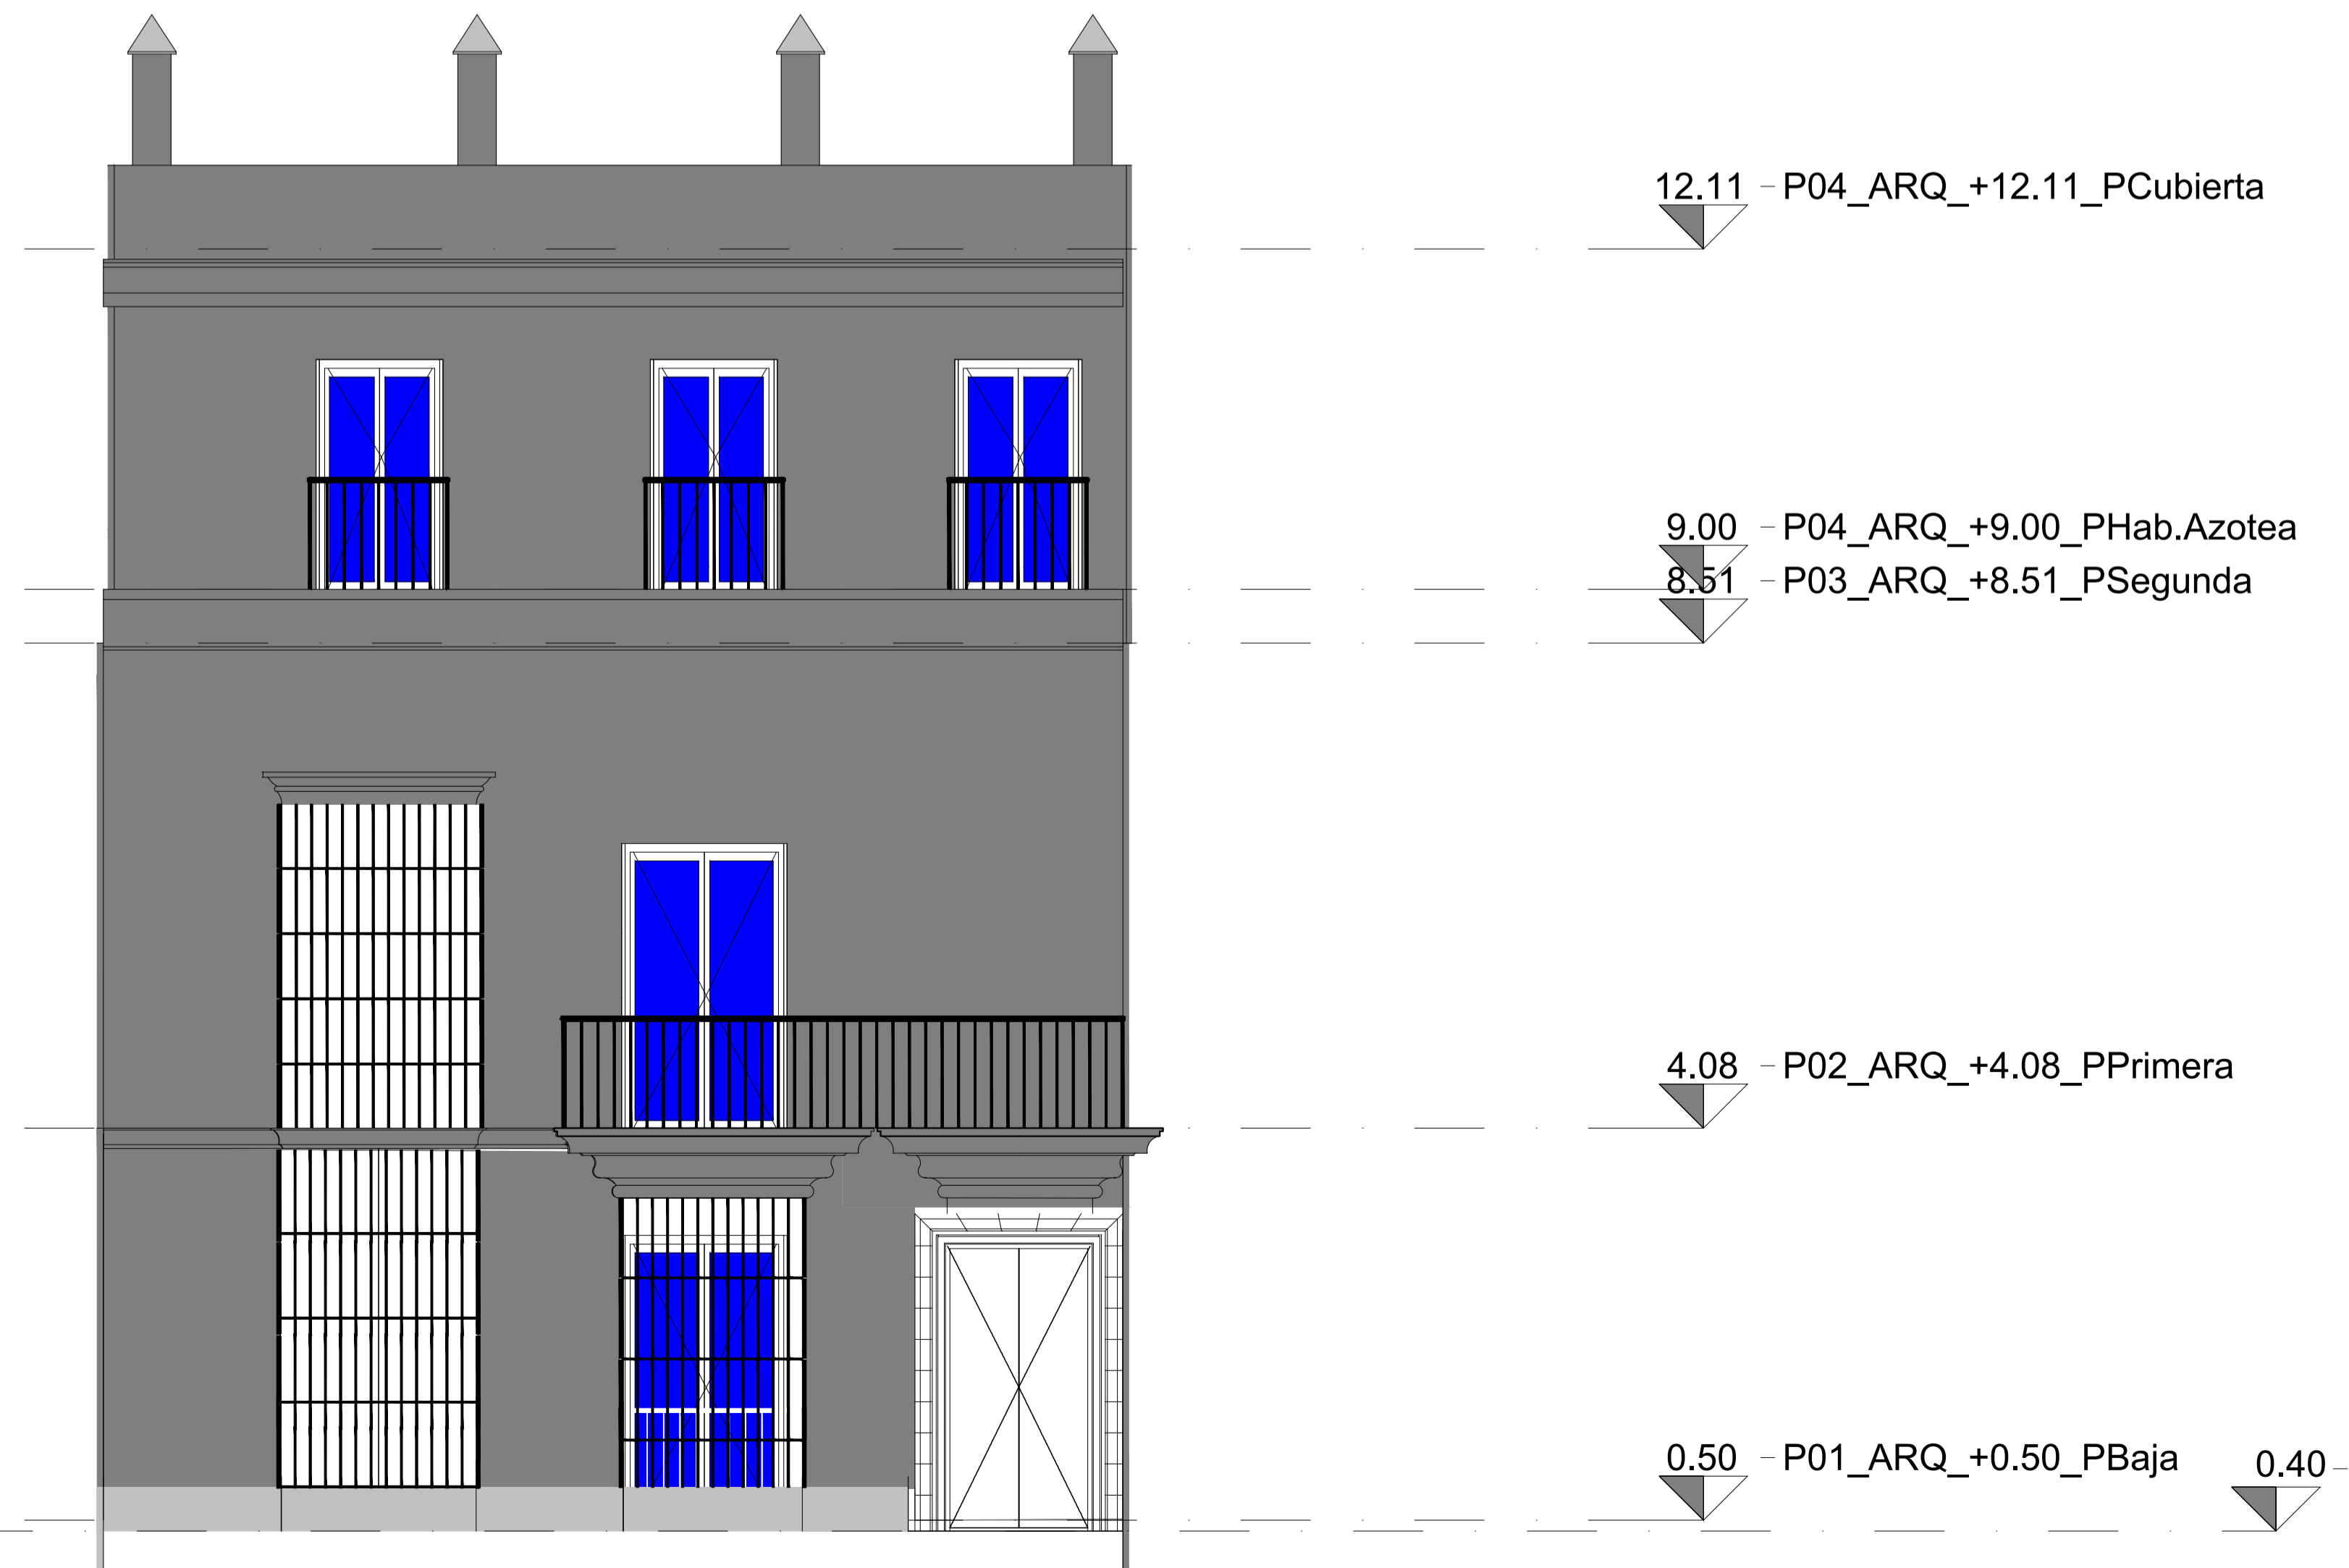 12.11 P04_ARQ_+12.11_PCubierta
9.00 P04_ARQ_+9.00_PHab.Azotea
8.51 P03_ARQ_+8.51_PSegunda
4.08 P02_ARQ_+4.08_PPrimera
0.50 P01_ARQ_+0.50_PBaja
0.40